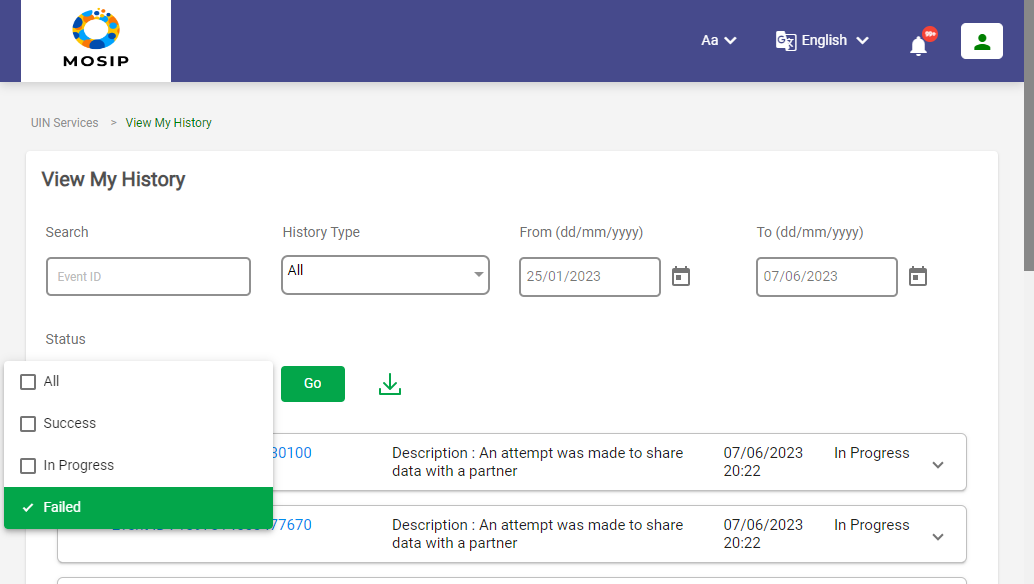 MOSIP
Aa
English
99+
UIN Services > View My History
View My History
Search
History Type
From (dd/mm/yyyy)
To (dd/mm/yyyy)
Event ID
All
25/01/2023
07/06/2023
Status
All
Success
In Progress
Failed
Go
30100
Description : An attempt was made to share
data with a partner
07/06/2023
20:22
In Progress
77670
Description : An attempt was made to share
data with a partner
07/06/2023
20:22
In Progress